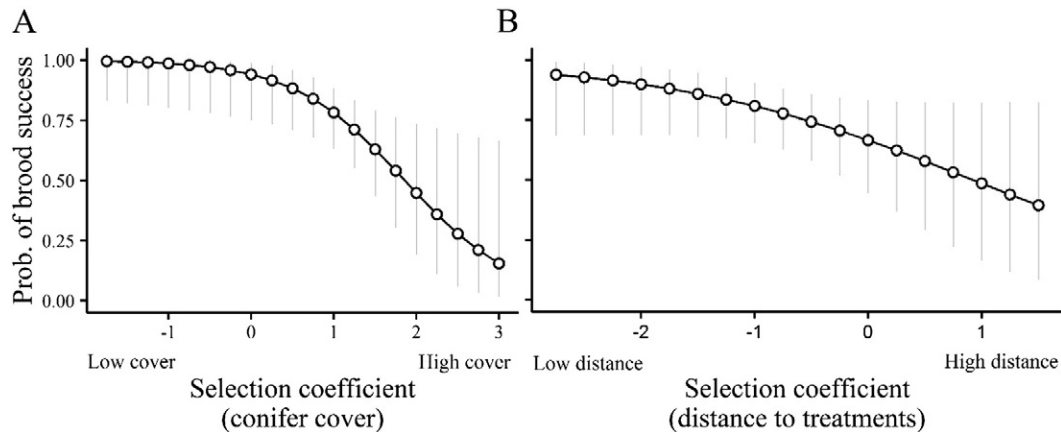 A
Prob. of brood success
1.00
0.75
0.50
0.25
0.00
-1
0
1
2
3
Low cover
High cover
Selection coefficient
(conifer cover)
B
-2
-1
0
1
Low distance
High distance
Selection coefficient
(distance to treatments)